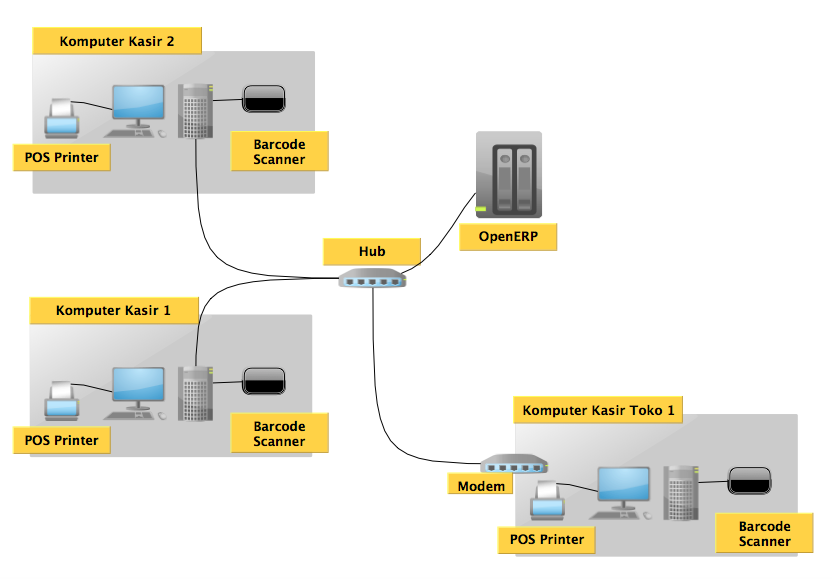 Komputer Kasir 2
POS Printer
Barcode
Scanner
OpenERP
Hub
Komputer Kasir 1
POS Printer
Barcode
Scanner
Komputer Kasir Toko 1
Modem
POS Printer
Barcode
Scanner